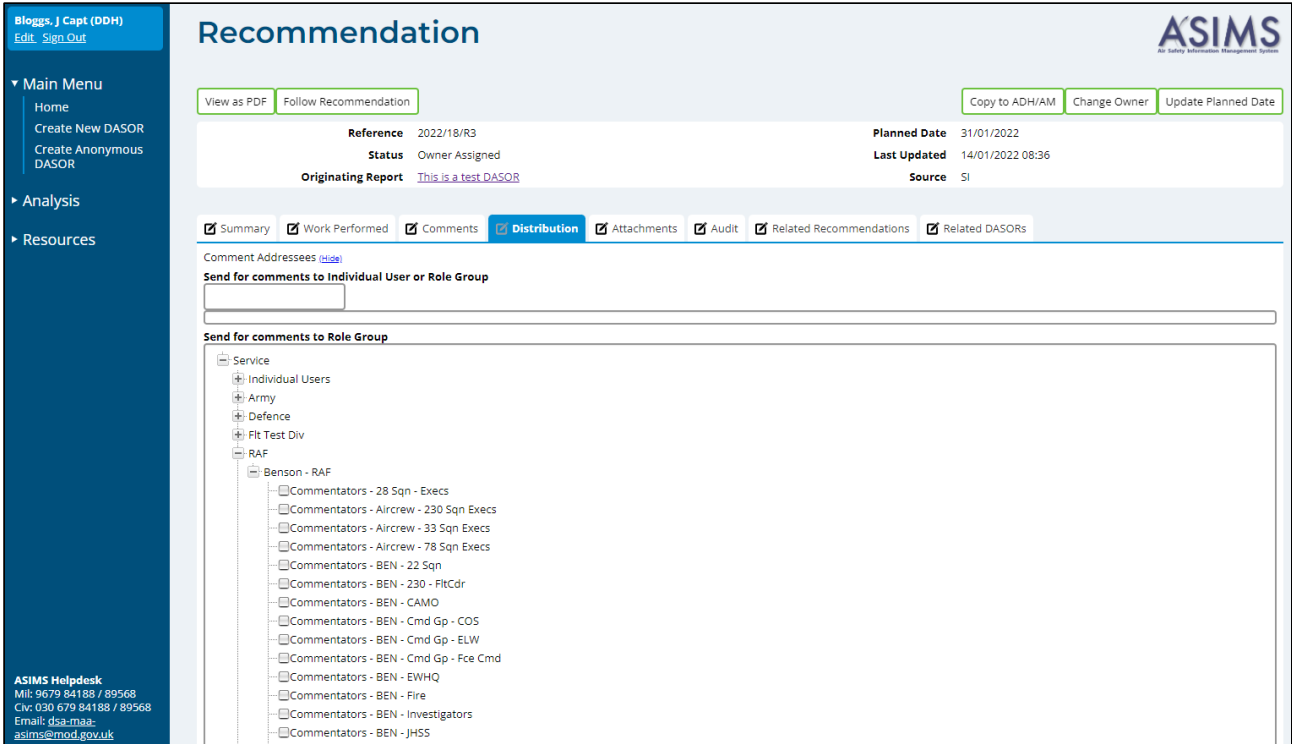 Bloggs, J Capt (DDH)
Edit Sign Out
Main Menu
Home
Create New DASOR
Create Anonymous
DASOR
Analysis
Resources
ASIMS Helpdesk
Mil: 9679 84188 / 89568
Civ: 030 679 84188 / 89568
Email: dsa-maa-
asims@mod.gov.uk
Recommendation
ASIMS
Air Safety Information Management System
View as PDF Follow Recommendation Copy to ADH/AM Change Owner Update Planned Date
Reference 2022/18/R3 Planned Date 31/01/2022
Status Owner Assigned Last Updated 14/01/2022 08:36
Originating Report This is a test DASOR Source SI
Summary Work Performed Comments Distribution Attachments Audit Related Recommendations Related DASORs
Comment Addressees (Hide)
Send for comments to Individual User or Role Group
Send for comments to Role Group
Service
Individual Users
Army
Defence
Flt Test Div
RAF
Benson - RAF
Commentators - 28 Sqn - Execs
Commentators - Aircrew - 230 Sqn Execs
Commentators - Aircrew - 33 Sqn Execs
Commentators - Aircrew - 78 Sqn Execs
Commentators - BEN - 22 Sqn
Commentators - BEN - 230 - FltCdr
Commentators - BEN - CAMO
Commentators - BEN - Cmd Gp - COS
Commentators - BEN - Cmd Gp - ELW
Commentators - BEN - Cmd Gp - Fce Cmd
Commentators - BEN - EWHQ
Commentators - BEN - Fire
Commentators - BEN - Investigators
Commentators - BEN - JHSS